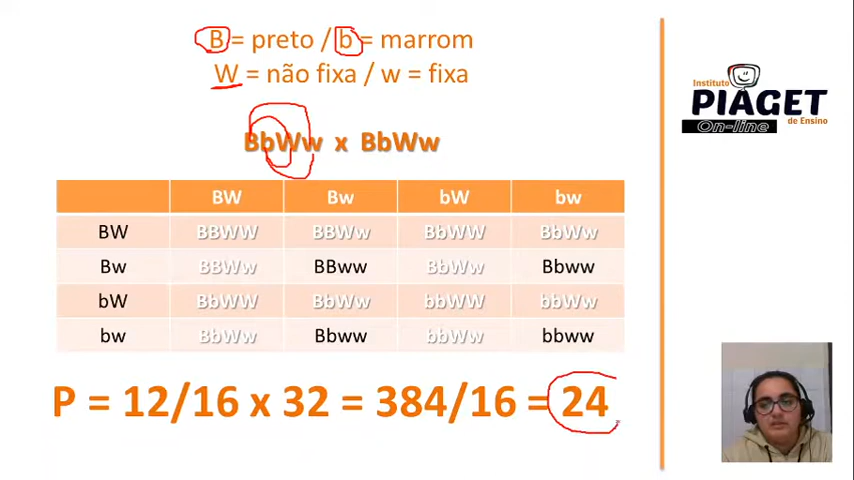 B = preto / b = marrom
W = não fixa / w = fixa
BbWw x BbWw
BW Bw bW bw
BW BBWW BBWw BbWW BbWw
Bw BBWw BBww BbWw Bbww
bW BbWW BbWw bbWW bbWw
bw BbWw Bbww bbWw bbww
P = 12/16 x 32 = 384/16 = 24
Instituto
PIAGET
de Ensino
On-line